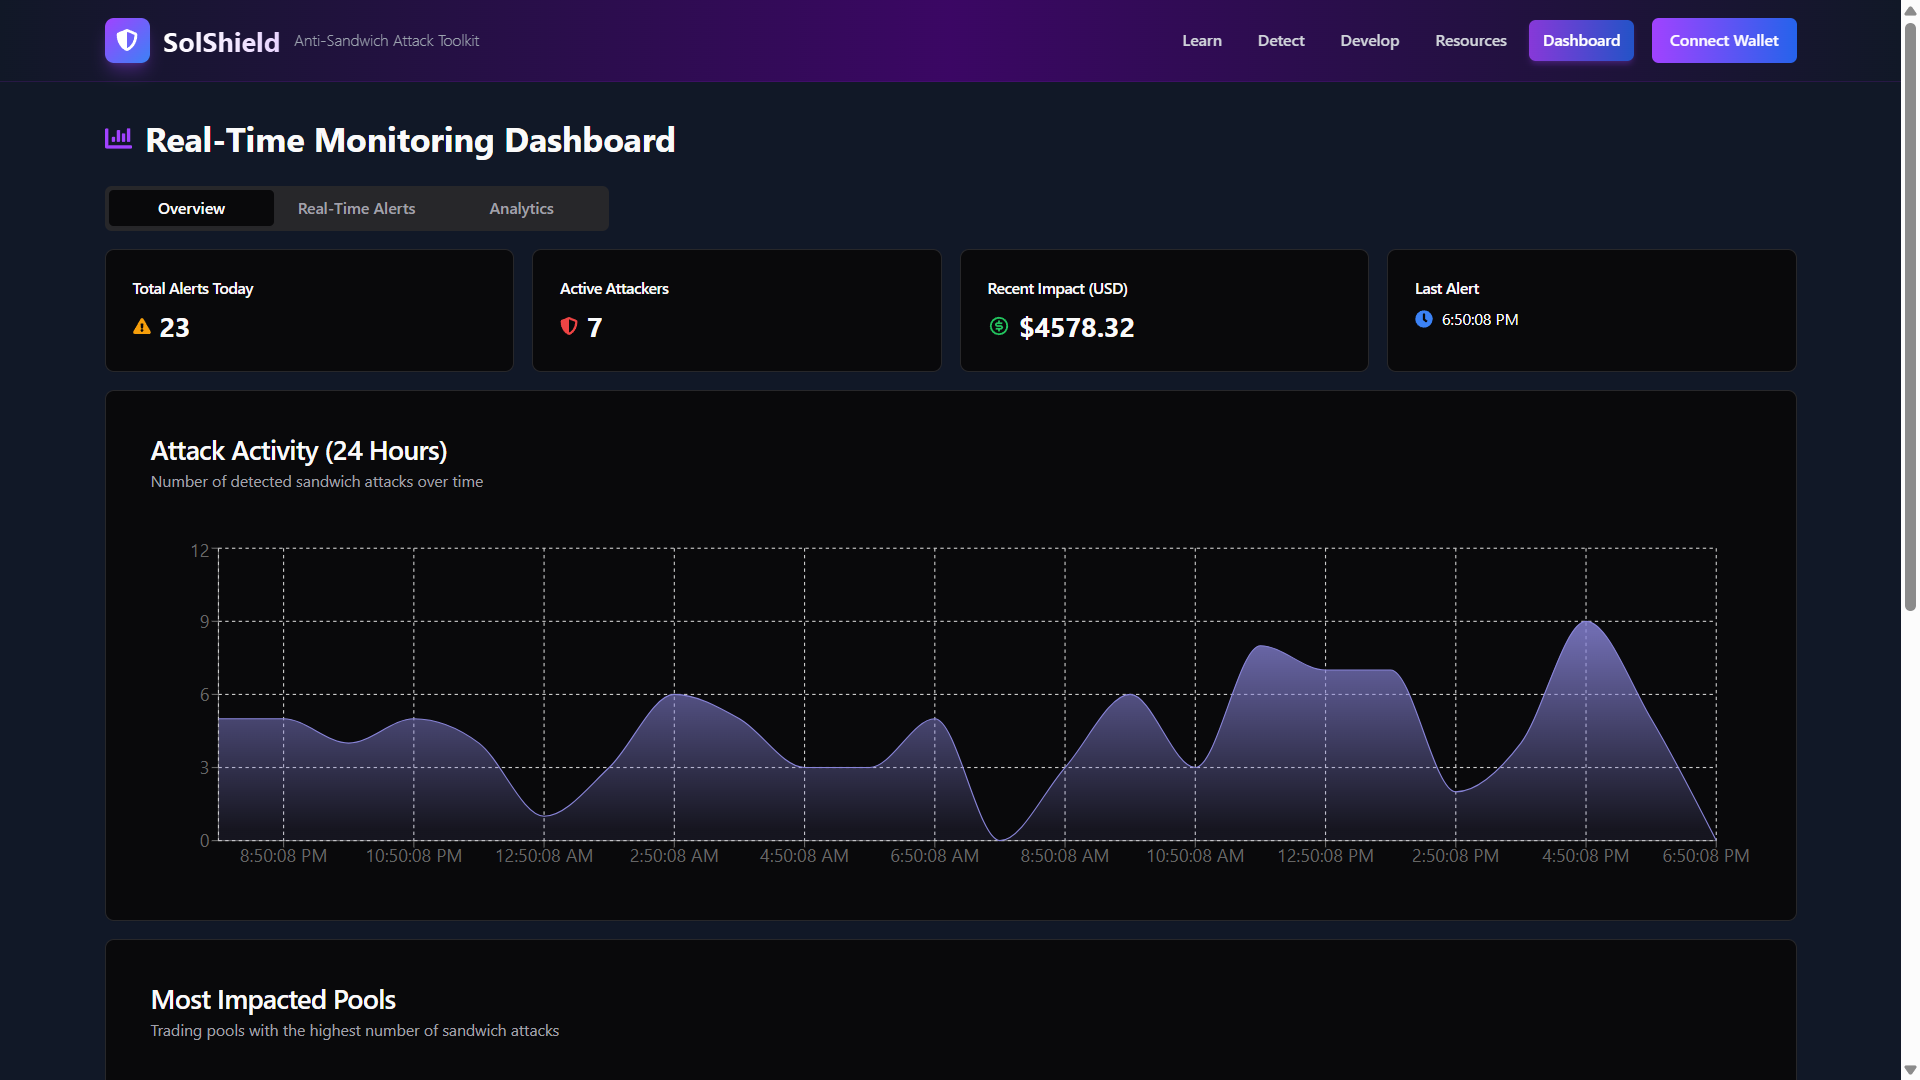 SolShield Anti-Sandwich Attack Toolkit Learn Detect Develop Resources Dashboard Connect Wallet
Real-Time Monitoring Dashboard
Overview Real-Time Alerts Analytics
Total Alerts Today
23
Active Attackers
7
Recent Impact (USD)
$4578.32
Last Alert
6:50:08 PM
Attack Activity (24 Hours)
Number of detected sandwich attacks over time
12
9
6
3
0
8:50:08 PM 10:50:08 PM 12:50:08 AM 2:50:08 AM 4:50:08 AM 6:50:08 AM 8:50:08 AM 10:50:08 AM 12:50:08 PM 2:50:08 PM 4:50:08 PM 6:50:08 PM
Most Impacted Pools
Trading pools with the highest number of sandwich attacks